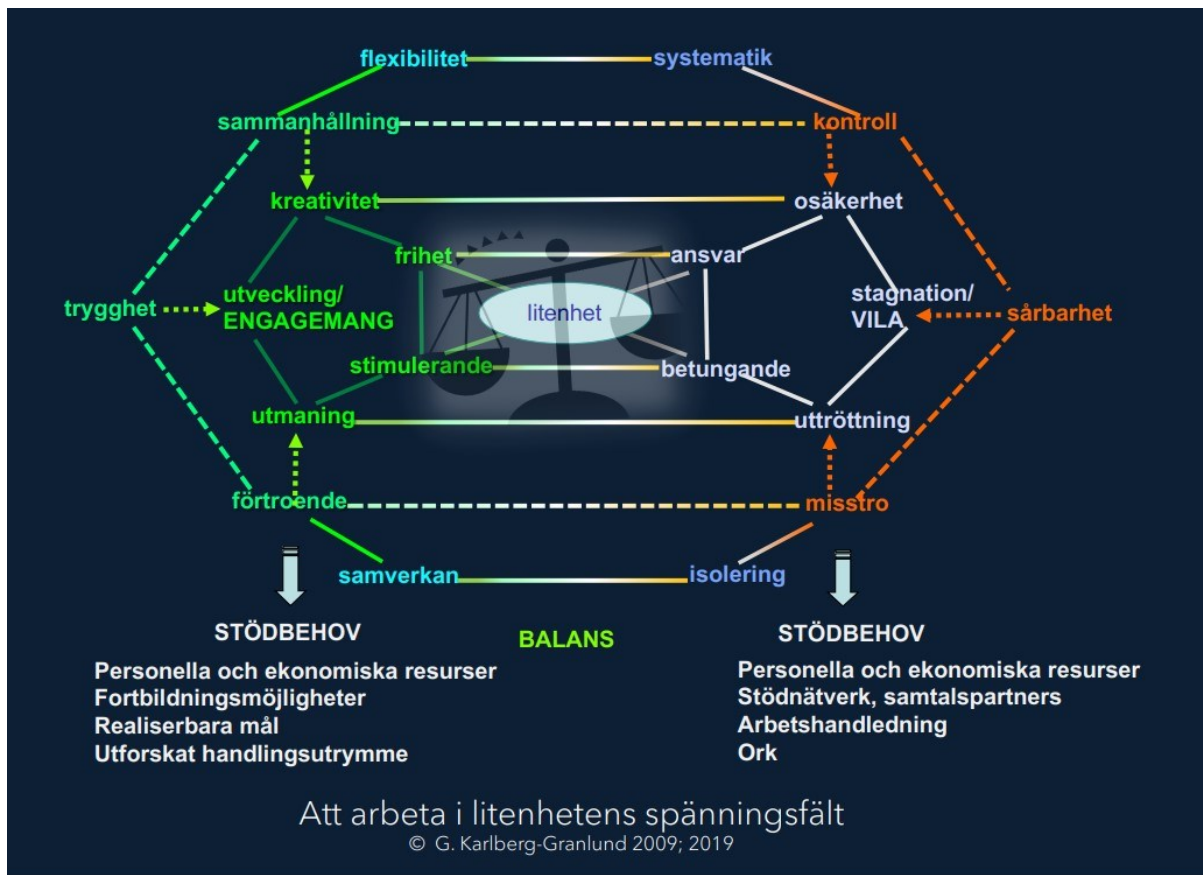 flexibilitet systematik
sammanhållning kontroll
kreativitet osäkerhet
frihet ansvar
trygghet utveckling/ litenhet stagnation/ sårbarhet
ENGAGEMANG VILA
stimulerande betungande
utmaning uttröttning
förtroende misstro
samverkan isolering
STÖDBEHOV
Personella och ekonomiska resurser
Fortbildningsmöjligheter
Realiserbara mål
Utforskat handlingsutrymme
BALANS
STÖDBEHOV
Personella och ekonomiska resurser
Stödnätverk, samtalspartners
Arbetshandledning
Ork
Att arbeta i litenhetens spänningsfält
© G. Karlberg-Granlund 2009; 2019